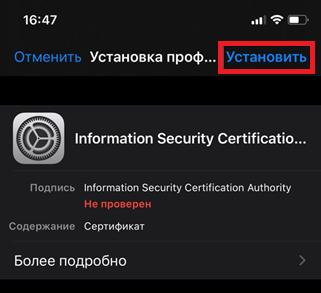 16:47
Отменить Установка проф... Установить
Information Security Certificatio...
Подпись Information Security Certification Authority
Не проверен
Содержание Сертификат
Более подробно